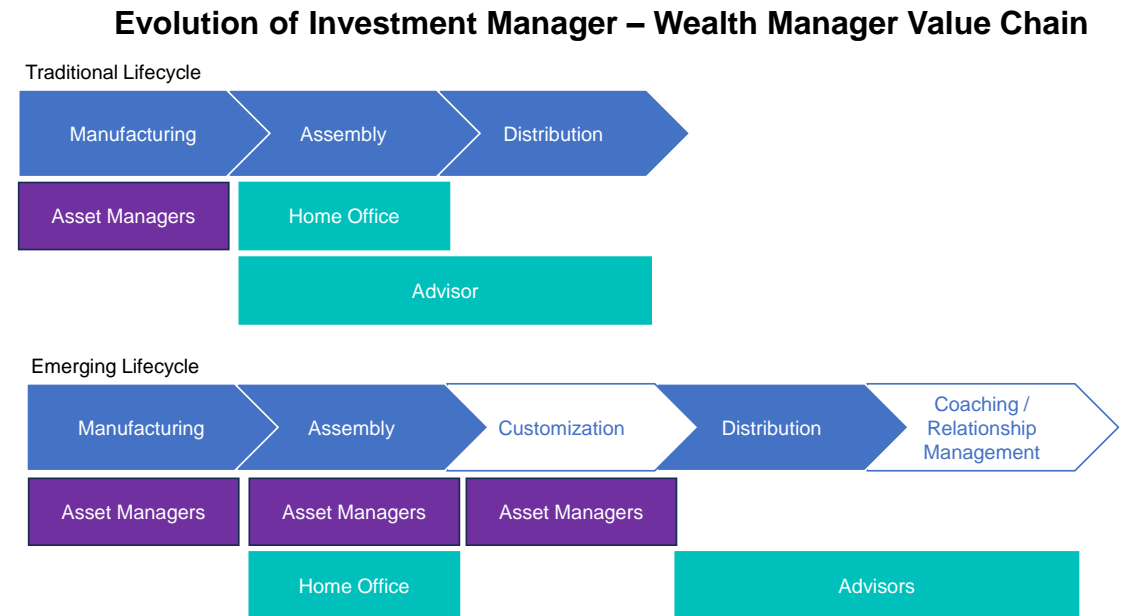 Evolution of Investment Manager – Wealth Manager Value Chain
Traditional Lifecycle
Manufacturing
Assembly
Distribution
Asset Managers
Home Office
Advisor
Emerging Lifecycle
Manufacturing
Assembly
Customization
Distribution
Coaching /
Relationship
Management
Asset Managers
Asset Managers
Asset Managers
Home Office
Advisors